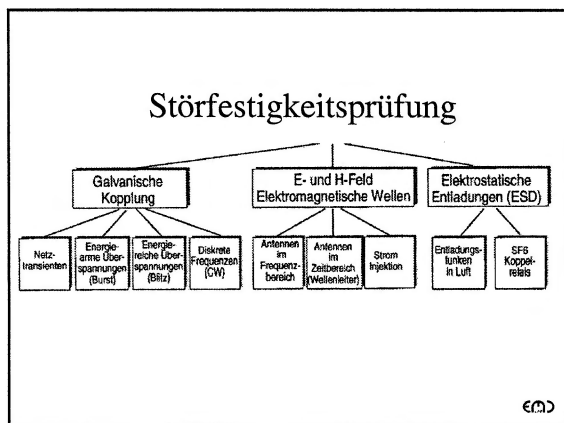 Störfestigkeitsprüfung
Galvanische
Kopplung
E- und H-Feld
Elektromagnetische Wellen
Elektrostatische
Entladungen (ESD)
Netz-
transienten
Energie-
arme Über-
spannungen
(Burst)
Energie-
reiche Über-
spannungen
(Blitz)
Diskrete
Frequenzen
(CW)
Antennen
im
Frequenz-
bereich
Antennen
im
Zeitbereich
(Wellenleiter)
Strom
Injektion
Entladungs-
funken
in Luft
SF6
Koppel-
relais